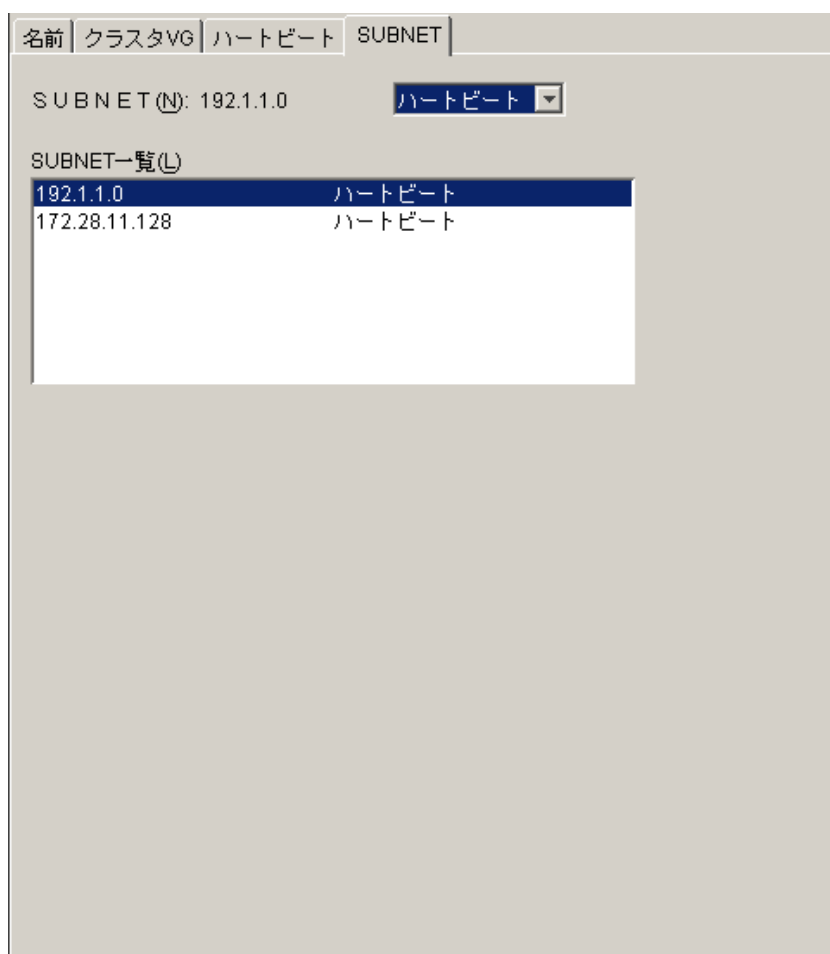 名前 クラスタVG ハートビート SUBNET
ＳＵＢＮＥＴ(N): 192.1.1.0 ハートビート
SUBNET一覧(L)
192.1.1.0 ハートビート
172.28.11.128 ハートビート